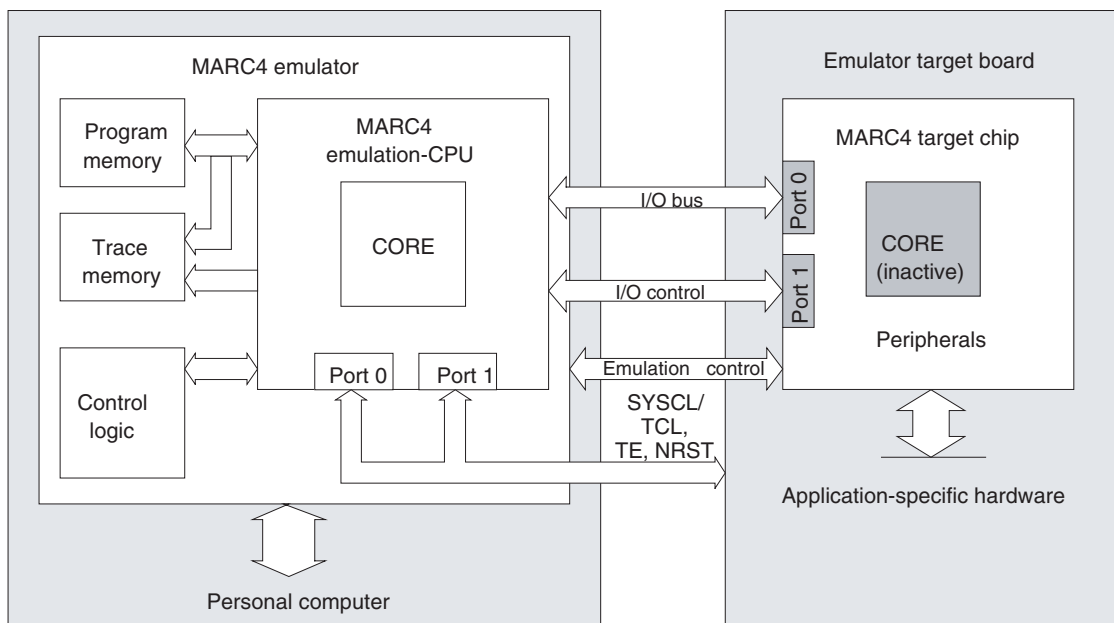 MARC4 emulator
Program
memory
Trace
memory
Control
logic
MARC4
emulation-CPU
CORE
Port 0
Port 1
I/O bus
I/O control
Emulation control
SYSCL/
TCL,
TE, NRST
Personal computer
Emulator target board
MARC4 target chip
Port 0
Port 1
CORE
(inactive)
Peripherals
Application-specific hardware